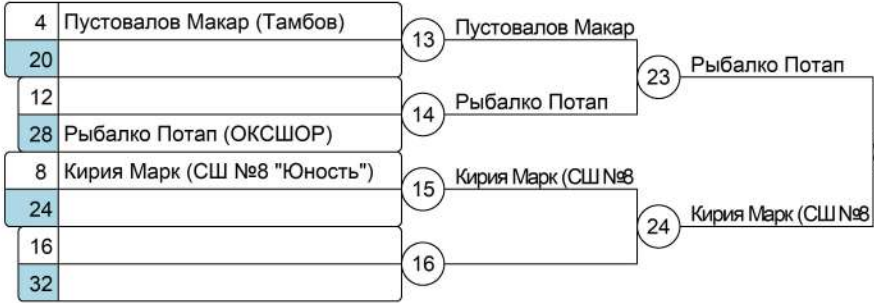 4 Пустовалов Макар (Тамбов)
20
12
28 Рыбалко Потап (ОКСШОР)
8 Кирия Марк (СШ №8 "Юность")
24
16
32
13 Пустовалов Макар
14 Рыбалко Потап
15 Кирия Марк (СШ №8
16
23 Рыбалко Потап
24 Кирия Марк (СШ №8